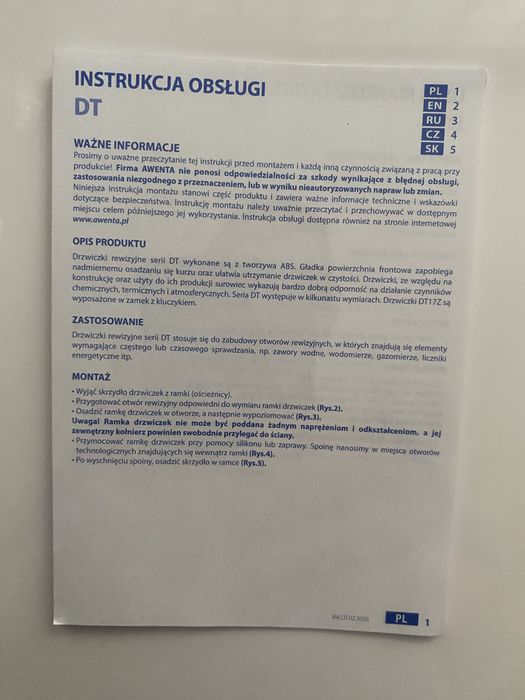 INSTRUKCJA OBSŁUGI
DT
PL 1
EN 2
RU 3
CZ 4
SK 5
WAŻNE INFORMACJE
Prosimy o uważne przeczytanie tej instrukcji przed montażem i każdą inną czynnością związaną z pracą przy
produkcie! Firma AWENTA nie ponosi odpowiedzialności za szkody wynikające z błędnej obsługi,
zastosowania niezgodnego z przeznaczeniem, lub w wyniku nieautoryzowanych napraw lub zmian.
Niniejsza instrukcja montażu stanowi część produktu i zawiera ważne informacje techniczne i wskazówki
dotyczące bezpieczeństwa. Instrukcję montażu należy uważnie przeczytać i przechowywać w dostępnym
miejscu celem późniejszego jej wykorzystania. Instrukcja obsługi dostępna również na stronie internetowej
www.awenta.pl
OPIS PRODUKTU
Drzwiczki rewizyjne serii DT wykonane są z tworzywa ABS. Gładka powierzchnia frontowa zapobiega
nadmiernemu osadzaniu się kurzu oraz ułatwia utrzymanie drzwiczek w czystości. Drzwiczki, ze względu na
konstrukcję oraz użyty do ich produkcji surowiec wykazują bardzo dobrą odporność na działanie czynników
chemicznych, termicznych i atmosferycznych. Seria DT występuje w kilkunastu wymiarach. Drzwiczki DT17Z są
wyposażone w zamek z kluczykiem.
ZASTOSOWANIE
Drzwiczki rewizyjne serii DT stosuje się do zabudowy otworów rewizyjnych, w których znajdują się elementy
wymagające częstego lub czasowego sprawdzania, np. zawory wodne, wodomierze, gazomierze, liczniki
energetyczne itp.
MONTAŻ
• Wyjąć skrzydło drzwiczek z ramki (ościeżnicy).
• Przygotować otwór rewizyjny odpowiedni do wymiaru ramki drzwiczek (Rys.2).
• Osadzić ramkę drzwiczek w otworze, a następnie wypoziomować (Rys.3).
Uwaga! Ramka drzwiczek nie może być poddana żadnym naprężeniom i odkształceniom, a jej
zewnętrzny kołnierz powinien swobodnie przylegać do ściany.
• Przymocować ramkę drzwiczek przy pomocy silikonu lub zaprawy. Spoinę nanosimy w miejsca otworów
technologicznych znajdujących się wewnątrz ramki (Rys.4).
• Po wyschnięciu spoiny, osadzić skrzydło w ramce (Rys.5).
AW.DT.02.2020 PL 1